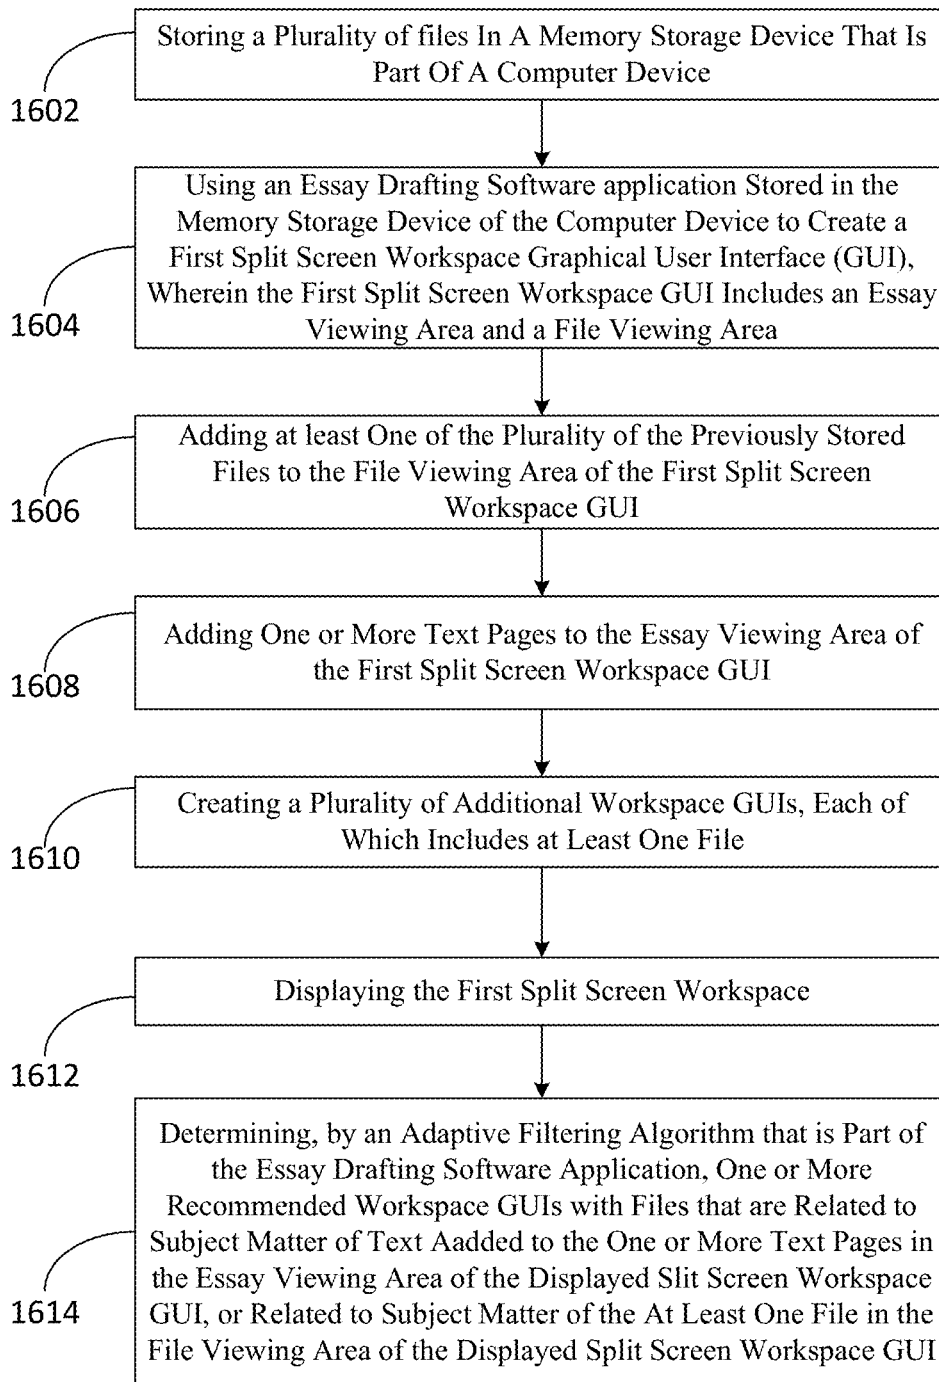 Storing a Plurality of files In A Memory Storage Device That Is
Part Of A Computer Device
1602
Using an Essay Drafting Software application Stored in the
Memory Storage Device of the Computer Device to Create a
First Split Screen Workspace Graphical User Interface (GUI),
Wherein the First Split Screen Workspace GUI Includes an Essay
Viewing Area and a File Viewing Area
1604
Adding at least One of the Plurality of the Previously Stored
Files to the File Viewing Area of the First Split Screen
Workspace GUI
1606
Adding One or More Text Pages to the Essay Viewing Area of
the First Split Screen Workspace GUI
1608
Creating a Plurality of Additional Workspace GUIs, Each of
Which Includes at Least One File
1610
Displaying the First Split Screen Workspace
1612
Determining, by an Adaptive Filtering Algorithm that is Part of
the Essay Drafting Software Application, One or More
Recommended Workspace GUIs with Files that are Related to
Subject Matter of Text Aadded to the One or More Text Pages in
the Essay Viewing Area of the Displayed Slit Screen Workspace
GUI, or Related to Subject Matter of the At Least One File in the
File Viewing Area of the Displayed Split Screen Workspace GUI
1614